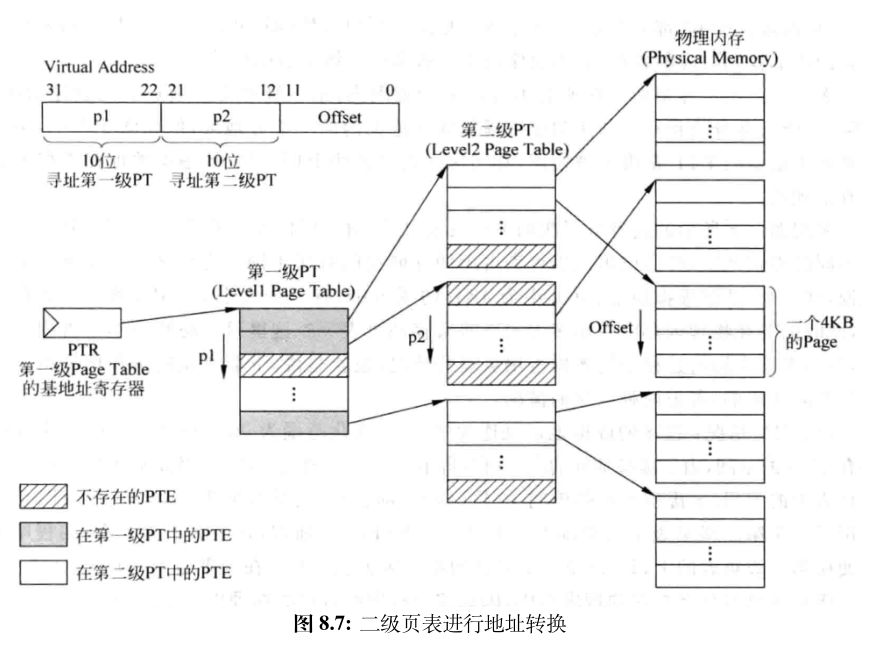 物理内存
(Physical Memory)
Virtual Address
31 22 21 12 11 0
p1 p2 Offset
10位 10位
寻址第一级PT 寻址第二级PT
第二级PT
(Level2 Page Table)
第一级PT
(Level1 Page Table)
PTR
第一级Page Table
的基地址寄存器
p1
p2
Offset
一个4KB
的Page
不存在的PTE
在第一级PT中的PTE
在第二级PT中的PTE
图 8.7: 二级页表进行地址转换